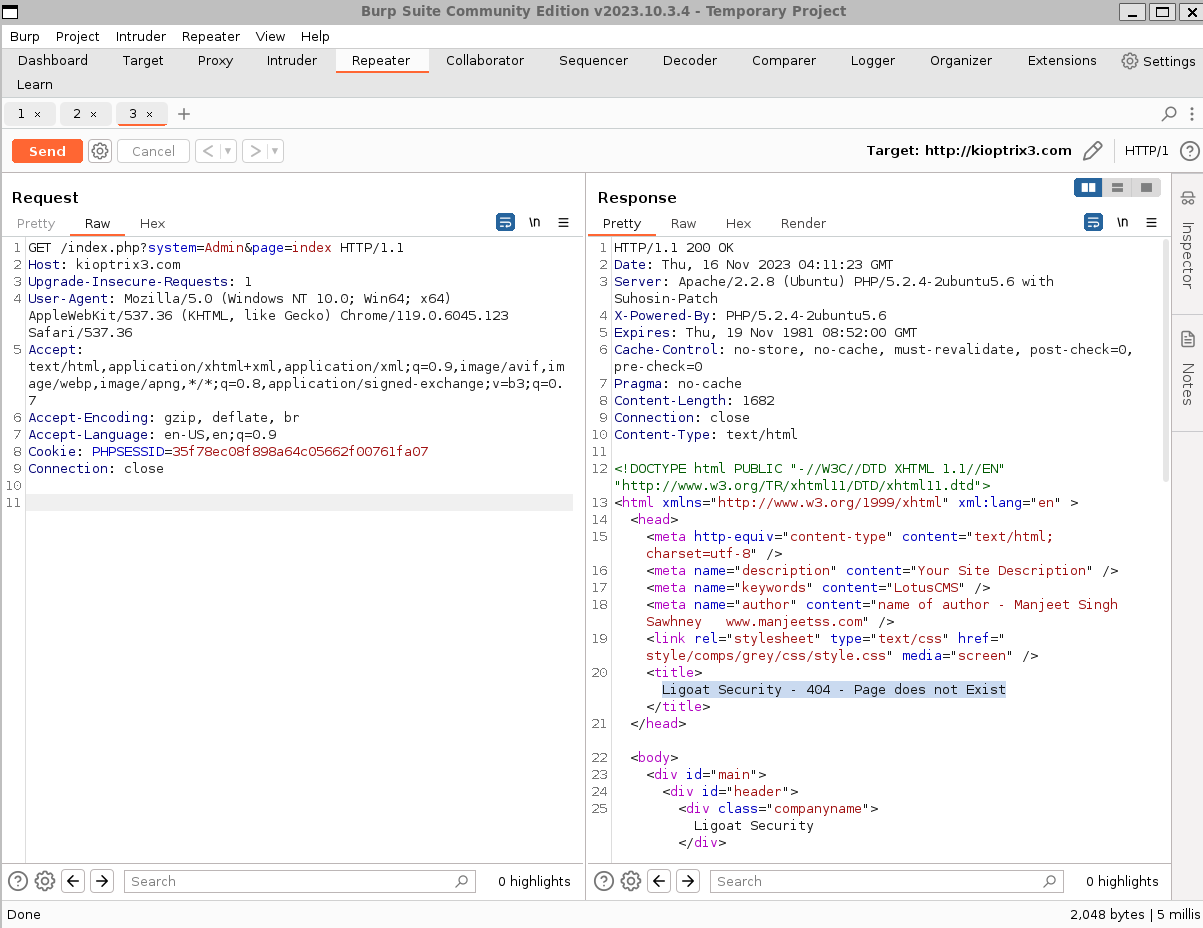 Burp Suite Community Edition v2023.10.3.4 - Temporary Project
Burp Project Intruder Repeater View Help
Dashboard Target Proxy Intruder Repeater Collaborator Sequencer Decoder Comparer Logger Organizer Extensions Settings
Learn
1 × 2 × 3 × +
Send Cancel < > Target: http://kioptrix3.com HTTP/1 ?
Request
Pretty Raw Hex \n
1 GET /index.php?system=Admin&page=index HTTP/1.1
2 Host: kioptrix3.com
3 Upgrade-Insecure-Requests: 1
4 User-Agent: Mozilla/5.0 (Windows NT 10.0; Win64; x64)
AppleWebKit/537.36 (KHTML, like Gecko) Chrome/119.0.6045.123
Safari/537.36
5 Accept:
text/html,application/xhtml+xml,application/xml;q=0.9,image/avif,im
age/webp,image/apng,*/*;q=0.8,application/signed-exchange;v=b3;q=0.
7
6 Accept-Encoding: gzip, deflate, br
7 Accept-Language: en-US,en;q=0.9
8 Cookie: PHPSESSID=35f78ec08f898a64c05662f00761fa07
9 Connection: close
10
11
? Search 0 highlights
Response
Pretty Raw Hex Render \n
1 HTTP/1.1 200 OK
2 Date: Thu, 16 Nov 2023 04:11:23 GMT
3 Server: Apache/2.2.8 (Ubuntu) PHP/5.2.4-2ubuntu5.6 with
Suhosin-Patch
4 X-Powered-By: PHP/5.2.4-2ubuntu5.6
5 Expires: Thu, 19 Nov 1981 08:52:00 GMT
6 Cache-Control: no-store, no-cache, must-revalidate, post-check=0,
pre-check=0
7 Pragma: no-cache
8 Content-Length: 1682
9 Connection: close
10 Content-Type: text/html
11
12 <!DOCTYPE html PUBLIC "-//W3C//DTD XHTML 1.1//EN"
"http://www.w3.org/TR/xhtml11/DTD/xhtml11.dtd">
13 <html xmlns="http://www.w3.org/1999/xhtml" xml:lang="en" >
14 <head>
15 <meta http-equiv="content-type" content="text/html;
charset=utf-8" />
16 <meta name="description" content="Your Site Description" />
17 <meta name="keywords" content="LotusCMS" />
18 <meta name="author" content="name of author - Manjeet Singh
Sawhney www.manjeetss.com" />
19 <link rel="stylesheet" type="text/css" href="
style/comps/grey/css/style.css" media="screen" />
20 <title>
Ligoat Security - 404 - Page does not Exist
</title>
21 </head>
22 <body>
23 <div id="main">
24 <div id="header">
25 <div class="companyname">
Ligoat Security
</div>
? Search 0 highlights
Inspector
Notes
Done 2,048 bytes | 5 millis